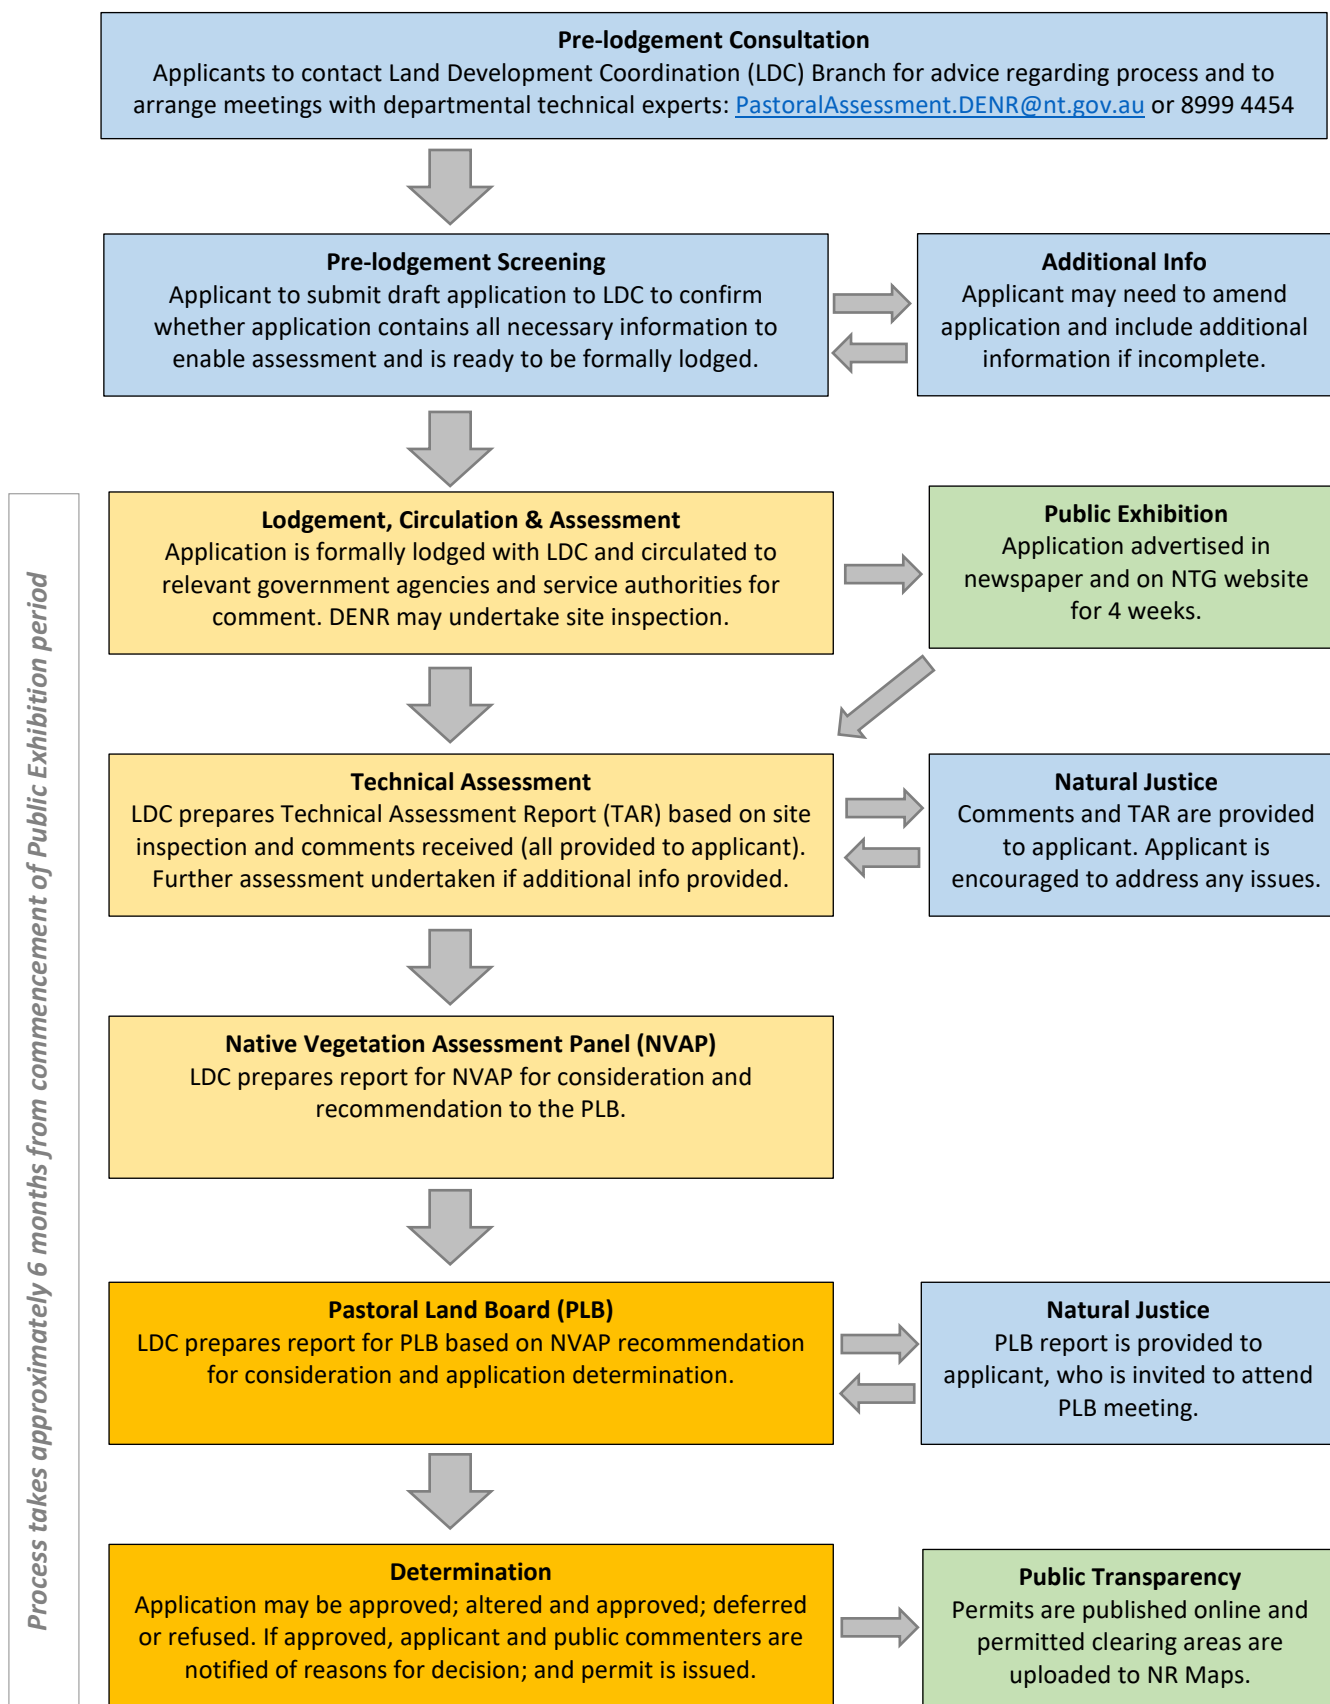 Pre-lodgement Consultation
Applicants to contact Land Development Coordination (LDC) Branch for advice regarding process and to
arrange meetings with departmental technical experts: PastoralAssessment.DENR@nt.gov.au or 8999 4454
Pre-lodgement Screening
Applicant to submit draft application to LDC to confirm
whether application contains all necessary information to
enable assessment and is ready to be formally lodged.
Additional Info
Applicant may need to amend
application and include additional
information if incomplete.
Process takes approximately 6 months from commencement of Public Exhibition period
Lodgement, Circulation & Assessment
Application is formally lodged with LDC and circulated to
relevant government agencies and service authorities for
comment. DENR may undertake site inspection.
Public Exhibition
Application advertised in
newspaper and on NTG website
for 4 weeks.
Technical Assessment
LDC prepares Technical Assessment Report (TAR) based on site
inspection and comments received (all provided to applicant).
Further assessment undertaken if additional info provided.
Natural Justice
Comments and TAR are provided
to applicant. Applicant is
encouraged to address any issues.
Native Vegetation Assessment Panel (NVAP)
LDC prepares report for NVAP for consideration and
recommendation to the PLB.
Pastoral Land Board (PLB)
LDC prepares report for PLB based on NVAP recommendation
for consideration and application determination.
Natural Justice
PLB report is provided to
applicant, who is invited to attend
PLB meeting.
Determination
Application may be approved; altered and approved; deferred
or refused. If approved, applicant and public commenters are
notified of reasons for decision; and permit is issued.
Public Transparency
Permits are published online and
permitted clearing areas are
uploaded to NR Maps.